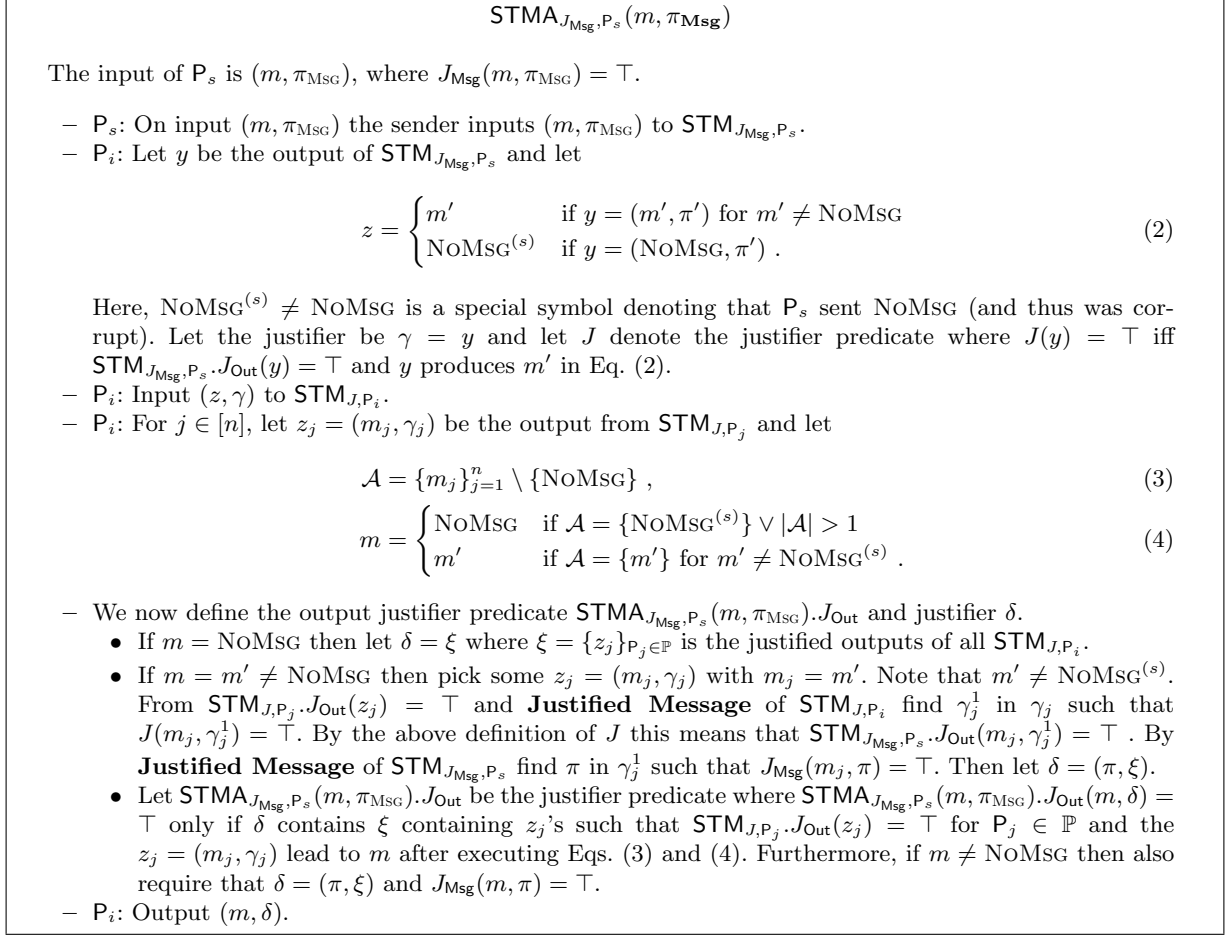 STMA_{J_Msg,P_s}(m, π_Msg)
The input of P_s is (m, π_MSG), where J_Msg(m, π_MSG) = ⊤.
– P_s: On input (m, π_MSG) the sender inputs (m, π_MSG) to STM_{J_Msg,P_s}.
– P_i: Let y be the output of STM_{J_Msg,P_s} and let
z = { m′ if y = (m′, π′) for m′ ≠ NOMSG
NOMSG^(s) if y = (NOMSG, π′) . (2)
Here, NOMSG^(s) ≠ NOMSG is a special symbol denoting that P_s sent NOMSG (and thus was cor-
rupt). Let the justifier be γ = y and let J denote the justifier predicate where J(y) = ⊤ iff
STM_{J_Msg,P_s}.J_Out(y) = ⊤ and y produces m′ in Eq. (2).
– P_i: Input (z, γ) to STM_{J,P_i}.
– P_i: For j ∈ [n], let z_j = (m_j, γ_j) be the output from STM_{J,P_j} and let
A = {m_j}_{j=1}^n \ {NOMSG} , (3)
m = { NOMSG if A = {NOMSG^(s)} ∨ |A| > 1
m′ if A = {m′} for m′ ≠ NOMSG^(s) . (4)
– We now define the output justifier predicate STMA_{J_Msg,P_s}(m, π_MSG).J_Out and justifier δ.
• If m = NOMSG then let δ = ξ where ξ = {z_j}_{P_j∈ℙ} is the justified outputs of all STM_{J,P_i}.
• If m = m′ ≠ NOMSG then pick some z_j = (m_j, γ_j) with m_j = m′. Note that m′ ≠ NOMSG^(s).
From STM_{J,P_j}.J_Out(z_j) = ⊤ and Justified Message of STM_{J,P_i} find γ_j^1 in γ_j such that
J(m_j, γ_j^1) = ⊤. By the above definition of J this means that STM_{J_Msg,P_s}.J_Out(m_j, γ_j^1) = ⊤ . By
Justified Message of STM_{J_Msg,P_s} find π in γ_j^1 such that J_Msg(m_j, π) = ⊤. Then let δ = (π, ξ).
• Let STMA_{J_Msg,P_s}(m, π_MSG).J_Out be the justifier predicate where STMA_{J_Msg,P_s}(m, π_MSG).J_Out(m, δ) =
⊤ only if δ contains ξ containing z_j's such that STM_{J,P_j}.J_Out(z_j) = ⊤ for P_j ∈ ℙ and the
z_j = (m_j, γ_j) lead to m after executing Eqs. (3) and (4). Furthermore, if m ≠ NOMSG then also
require that δ = (π, ξ) and J_Msg(m, π) = ⊤.
– P_i: Output (m, δ).